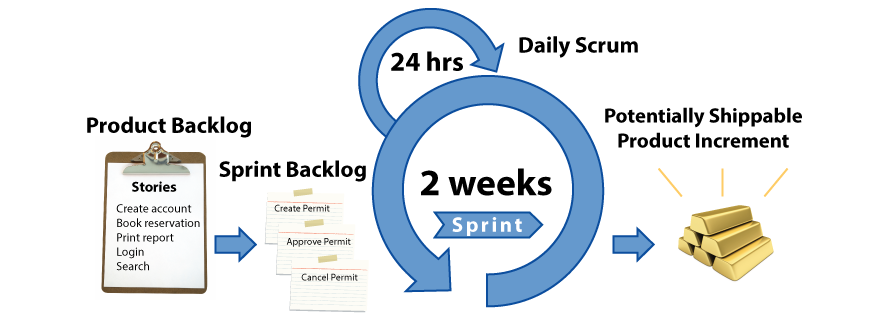 Product Backlog
Stories
Create account
Book reservation
Print report
Login
Search
Sprint Backlog
Create Permit
Approve Permit
Cancel Permit
24 hrs
Daily Scrum
2 weeks
Sprint
Potentially Shippable
Product Increment